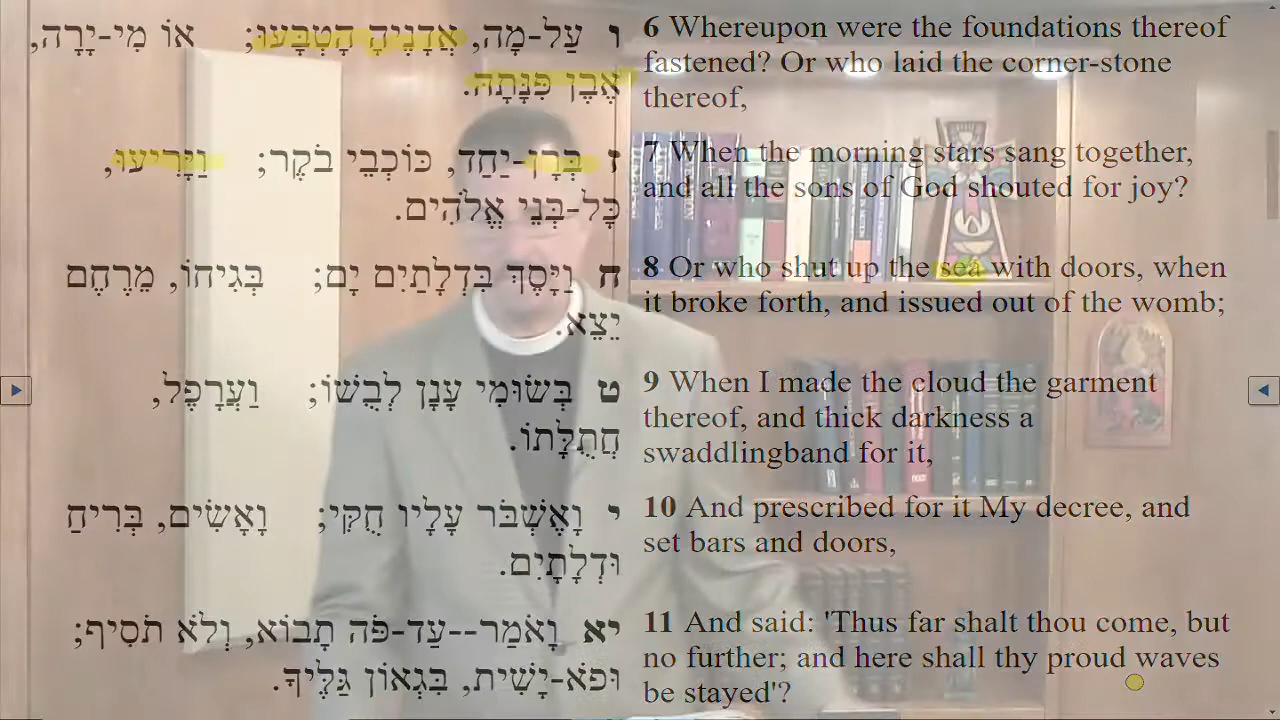 ו עַל-מָה, אֲדָנֶיהָ הָטְבָּעוּ; אוֹ מִי-יָרָה,
אֶבֶן פִּנָּתָהּ.
ז בְּרָן-יַחַד, כּוֹכְבֵי בֹקֶר; וַיָּרִיעוּ,
כָּל-בְּנֵי אֱלֹהִים.
ח וַיָּסֶךְ בִּדְלָתַיִם יָם; בְּגִיחוֹ, מֵרֶחֶם
יֵצֵא.
ט בְּשׂוּמִי עָנָן לְבֻשׁוֹ; וַעֲרָפֶל,
חֲתֻלָּתוֹ.
י וָאֶשְׁבֹּר עָלָיו חֻקִּי; וָאָשִׂים, בְּרִיחַ
וּדְלָתָיִם.
יא וָאֹמַר--עַד-פֹּה תָבוֹא, וְלֹא תֹסִיף;
וּפֹא-יָשִׁית, בִּגְאוֹן גַּלֶּיךָ.
6 Whereupon were the foundations thereof
fastened? Or who laid the corner-stone
thereof,
7 When the morning stars sang together,
and all the sons of God shouted for joy?
8 Or who shut up the sea with doors, when
it broke forth, and issued out of the womb;
9 When I made the cloud the garment
thereof, and thick darkness a
swaddlingband for it,
10 And prescribed for it My decree, and
set bars and doors,
11 And said: 'Thus far shalt thou come, but
no further; and here shall thy proud waves
be stayed'?